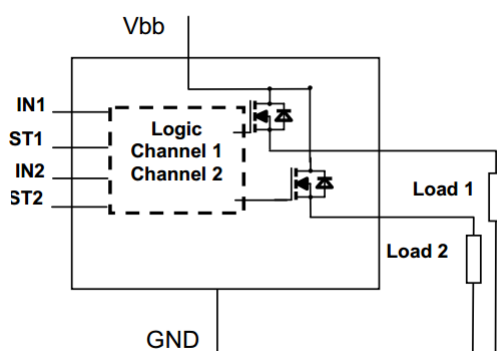 Vbb
IN1
ST1
IN2
ST2
Logic
Channel 1
Channel 2
Load 1
Load 2
GND